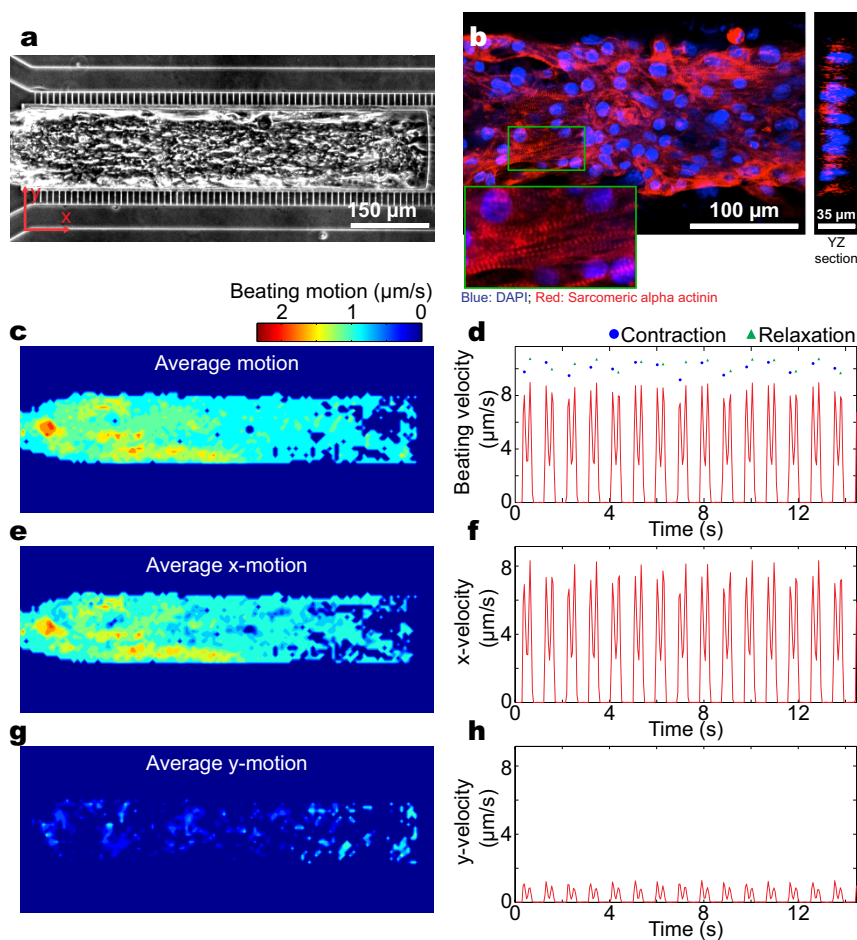 a
y
x
150 µm
b
100 µm
35 µm
YZ
section
Blue: DAPI; Red: Sarcomeric alpha actinin
Beating motion (µm/s)
2 1 0
c
Average motion
d
Contraction Relaxation
Beating velocity
(µm/s)
8
4
0
0 4 8 12
Time (s)
e
Average x-motion
f
x-velocity
(µm/s)
8
4
0
0 4 8 12
Time (s)
g
Average y-motion
h
y-velocity
(µm/s)
8
4
0
0 4 8 12
Time (s)